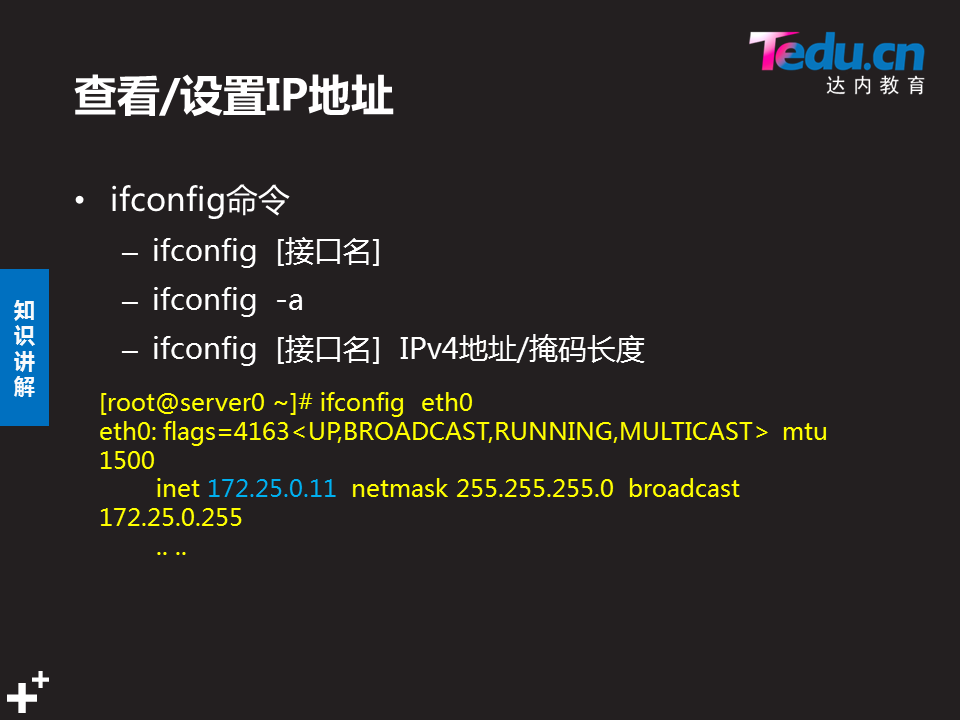 Tedu.cn
达内教育
查看/设置IP地址
• ifconfig命令
– ifconfig [接口名]
– ifconfig -a
– ifconfig [接口名] IPv4地址/掩码长度
知识讲解
[root@server0 ~]# ifconfig eth0
eth0: flags=4163<UP,BROADCAST,RUNNING,MULTICAST> mtu
1500
inet 172.25.0.11 netmask 255.255.255.0 broadcast
172.25.0.255
.. ..